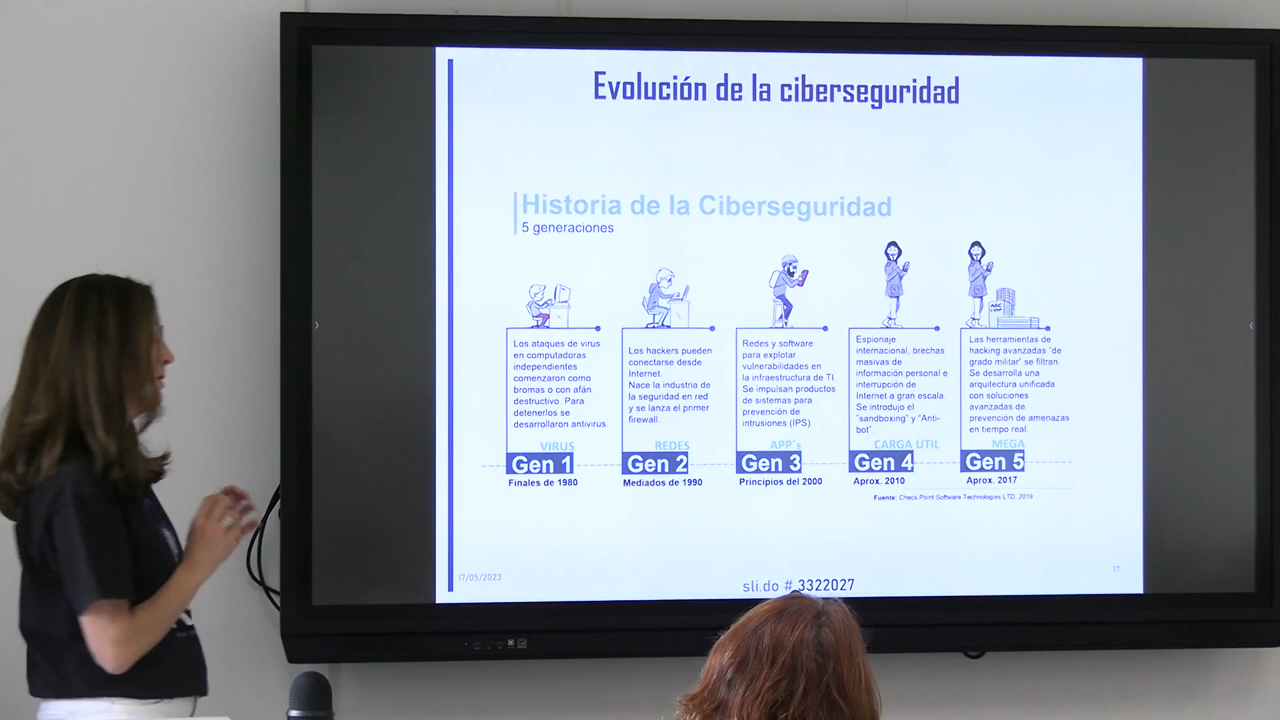 Evolución de la ciberseguridad
Historia de la Ciberseguridad
5 generaciones
Los ataques de virus
en computadoras
independientes
comenzaron como
bromas o con afán
destructivo. Para
detenerlos se
desarrollaron antivirus
VIRUS
Gen 1
Finales de 1980
Los hackers pueden
conectarse desde
Internet.
Nace la industria de
la seguridad en red
y se lanza el primer
firewall.
REDES
Gen 2
Mediados de 1990
Redes y software
para explotar
vulnerabilidades en
la infraestructura de TI.
Se impulsan productos
de sistemas para
prevención de
intrusiones (IPS)
APP´s
Gen 3
Principios del 2000
Espionaje
internacional, brechas
masivas de
información personal e
interrupción de
Internet a gran escala.
Se introdujo el
"sandboxing" y "Anti-
bot".
CARGA ÚTIL
Gen 4
Aprox. 2010
ABC
Las herramientas de
hacking avanzadas "de
grado militar" se filtran.
Se desarrolla una
arquitectura unificada
con soluciones
avanzadas de
prevención de amenazas
en tiempo real.
MEGA
Gen 5
Aprox. 2017
Fuente: Check Point Software Technologies LTD, 2019
17/05/2023
sli.do # 3322027
17